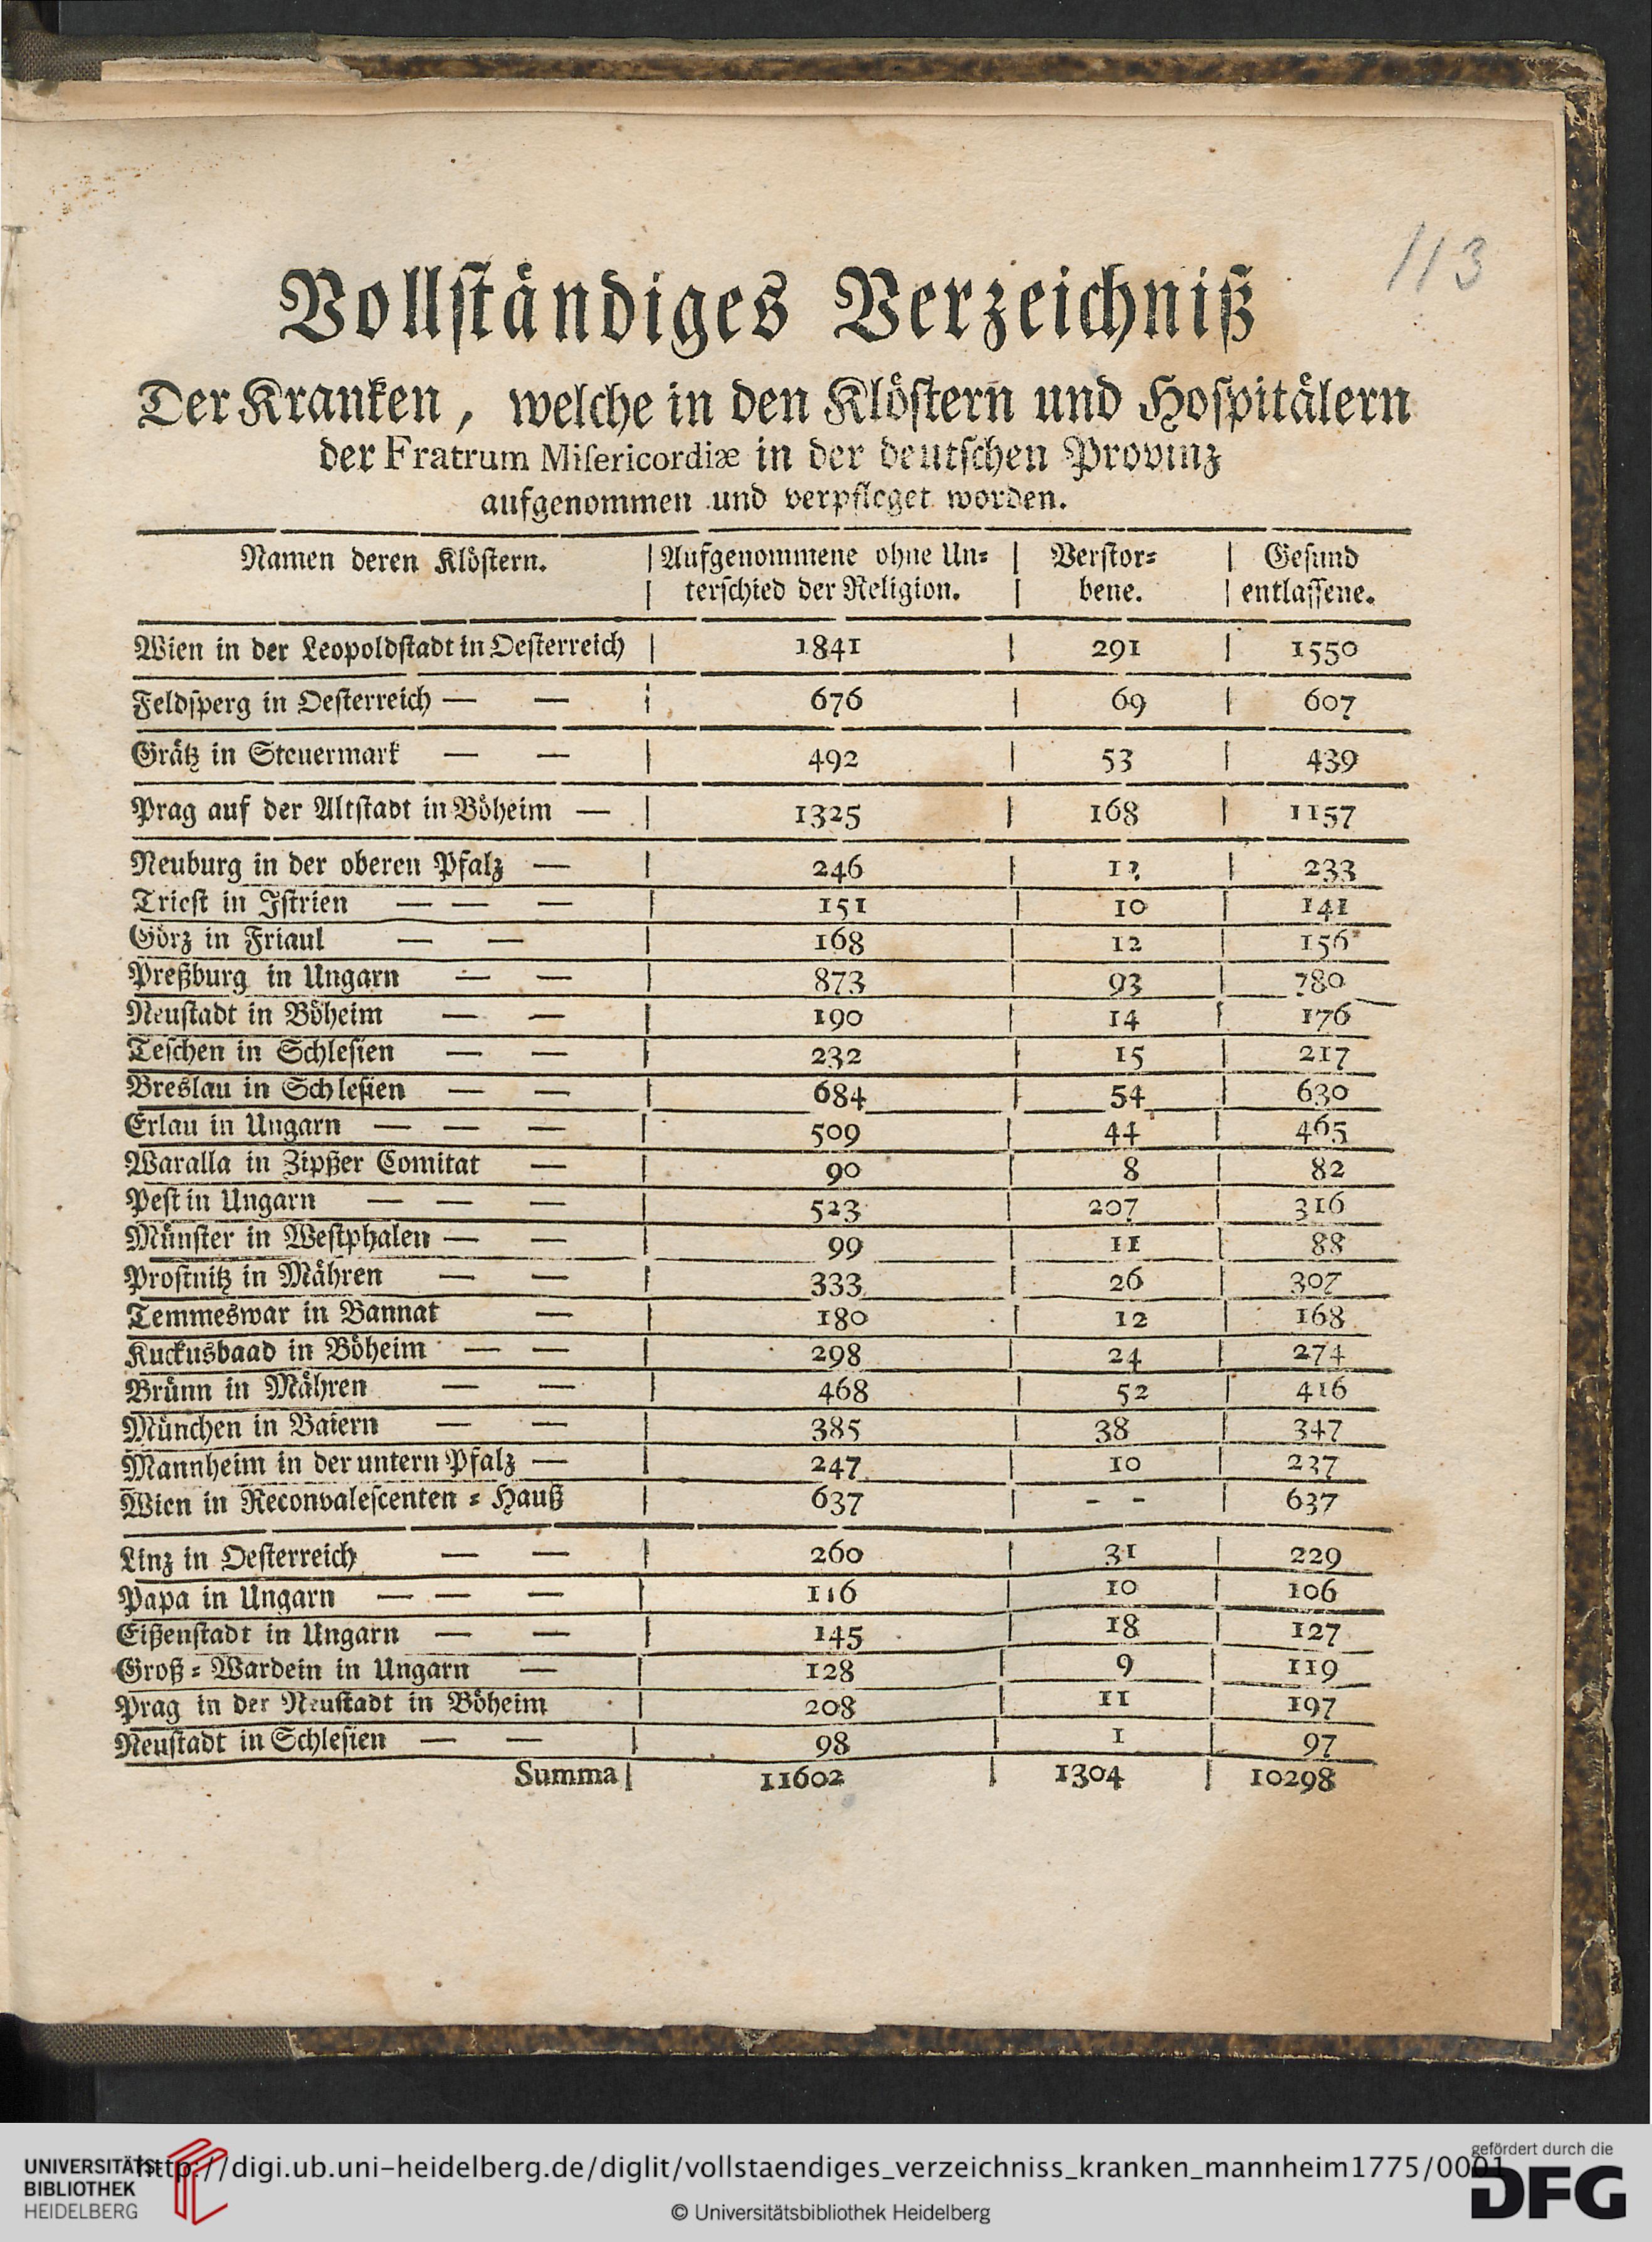 113
Vollständiges Verzeichniß
Der Kranken, welche in den Klöstern und Hospitälern
der Fratrum Misericordiæ in der deutschen Provinz
aufgenommen und verpfleget worden.
Namen deren Klöstern. | Aufgenommene ohne Un= | Verstor= | Gesund
| terschied der Religion. | bene. | entlassene.
Wien in der Leopoldstadt in Oesterreich | 1841 | 291 | 1550
Feldsperg in Oesterreich — — | 676 | 69 | 607
Grätz in Steuermark — — | 492 | 53 | 439
Prag auf der Altstadt in Böheim — | 1325 | 168 | 1157
Neuburg in der oberen Pfalz — | 246 | 13 | 233
Triest in Istrien — — — | 151 | 10 | 141
Görz in Friaul — — | 168 | 12 | 156
Preßburg in Ungarn — — | 873 | 93 | 780
Neustadt in Böheim — — | 190 | 14 | 176
Teschen in Schlesien — — | 232 | 15 | 217
Breslau in Schlesien — — | 684 | 54 | 630
Erlau in Ungarn — — — | 509 | 44 | 465
Waralla in Zipßer Comitat — | 90 | 8 | 82
Pest in Ungarn — — — | 523 | 207 | 316
Münster in Westphalen — — | 99 | 11 | 88
Prostnitz in Mähren — — | 333 | 26 | 307
Temmeswar in Bannat — | 180 | 12 | 168
Kuckusbaad in Böheim — — | 298 | 24 | 274
Brünn in Mähren — — | 468 | 52 | 416
München in Baiern — — | 385 | 38 | 347
Mannheim in der untern Pfalz — | 247 | 10 | 237
Wien in Reconvalescenten = Hauß | 637 | - - | 637
Linz in Oesterreich — — | 260 | 31 | 229
Papa in Ungarn — — — | 116 | 10 | 106
Eißenstadt in Ungarn — — | 145 | 18 | 127
Groß = Wardein in Ungarn — | 128 | 9 | 119
Prag in der Neustadt in Böheim | 208 | 11 | 197
Neustadt in Schlesien — — | 98 | 1 | 97
Summa | 11602 | 1304 | 10298
UNIVERSITÄTS-
BIBLIOTHEK
HEIDELBERG
http://digi.ub.uni-heidelberg.de/diglit/vollstaendiges_verzeichniss_kranken_mannheim1775/0001
© Universitätsbibliothek Heidelberg
gefördert durch die
DFG